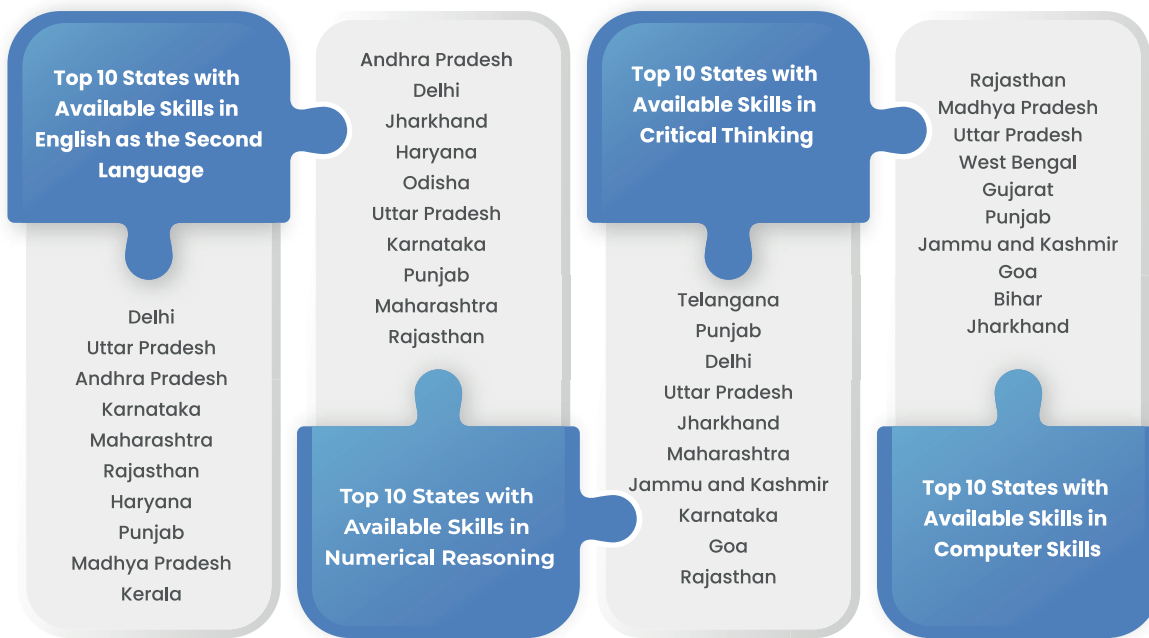 Top 10 States with
Available Skills in
English as the Second
Language
Delhi
Uttar Pradesh
Andhra Pradesh
Karnataka
Maharashtra
Rajasthan
Haryana
Punjab
Madhya Pradesh
Kerala
Andhra Pradesh
Delhi
Jharkhand
Haryana
Odisha
Uttar Pradesh
Karnataka
Punjab
Maharashtra
Rajasthan
Top 10 States with
Available Skills in
Numerical Reasoning
Top 10 States with
Available Skills in
Critical Thinking
Telangana
Punjab
Delhi
Uttar Pradesh
Jharkhand
Maharashtra
Jammu and Kashmir
Karnataka
Goa
Rajasthan
Rajasthan
Madhya Pradesh
Uttar Pradesh
West Bengal
Gujarat
Punjab
Jammu and Kashmir
Goa
Bihar
Jharkhand
Top 10 States with
Available Skills in
Computer Skills